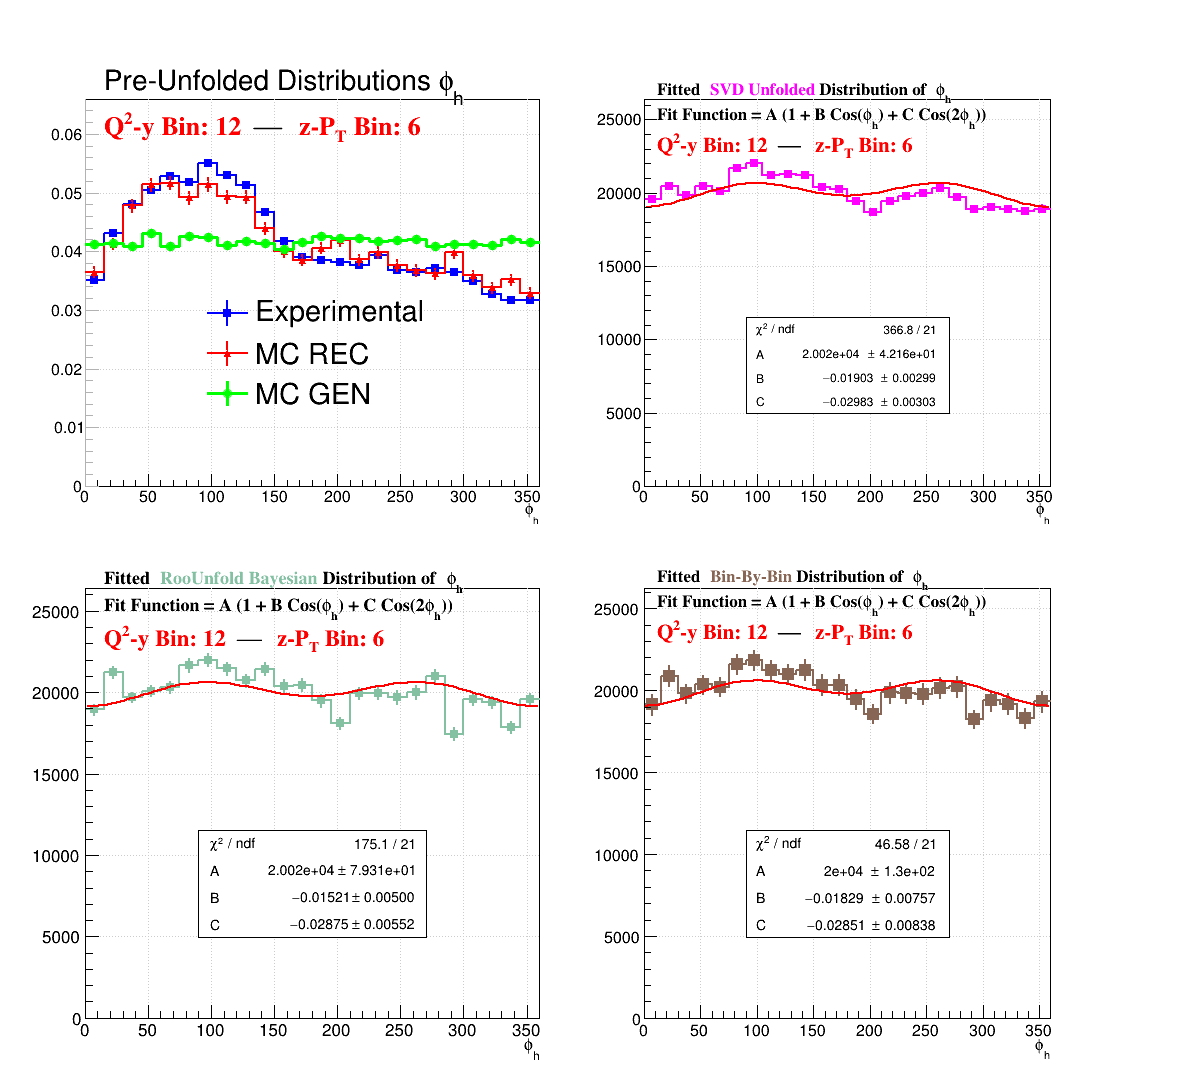 Pre-Unfolded Distributions ϕh
Q²-y Bin: 12 — z-PT Bin: 6
0.06
0.05
0.04
0.03
0.02
0.01
0
Experimental
MC REC
MC GEN
0 50 100 150 200 250 300 350
ϕh
Fitted SVD Unfolded Distribution of ϕh
Fit Function = A (1 + B Cos(ϕh) + C Cos(2ϕh))
Q²-y Bin: 12 — z-PT Bin: 6
25000
20000
15000
10000
5000
0
χ² / ndf 366.8 / 21
A 2.002e+04 ± 4.216e+01
B −0.01903 ± 0.00299
C −0.02983 ± 0.00303
0 50 100 150 200 250 300 350
ϕh
Fitted RooUnfold Bayesian Distribution of ϕh
Fit Function = A (1 + B Cos(ϕh) + C Cos(2ϕh))
Q²-y Bin: 12 — z-PT Bin: 6
25000
20000
15000
10000
5000
0
χ² / ndf 175.1 / 21
A 2.002e+04 ± 7.931e+01
B −0.01521 ± 0.00500
C −0.02875 ± 0.00552
0 50 100 150 200 250 300 350
ϕh
Fitted Bin-By-Bin Distribution of ϕh
Fit Function = A (1 + B Cos(ϕh) + C Cos(2ϕh))
Q²-y Bin: 12 — z-PT Bin: 6
25000
20000
15000
10000
5000
0
χ² / ndf 46.58 / 21
A 2e+04 ± 1.3e+02
B −0.01829 ± 0.00757
C −0.02851 ± 0.00838
0 50 100 150 200 250 300 350
ϕh